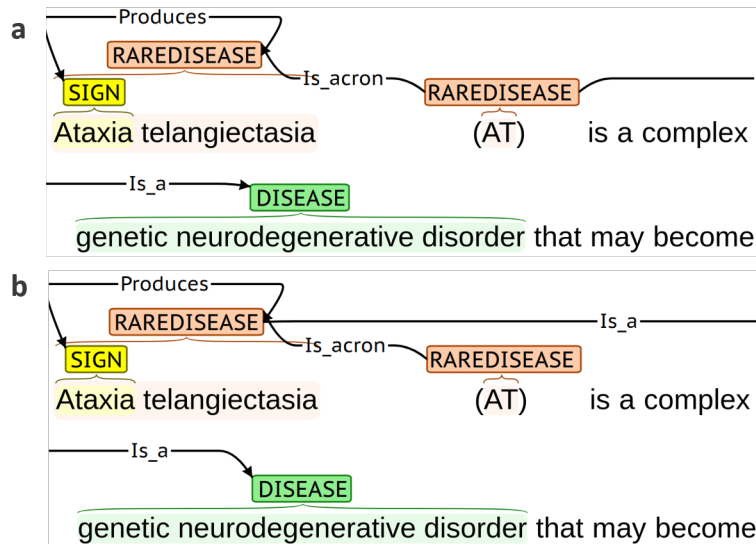 a
Produces
RAREDISEASE
Is_acron
SIGN
RAREDISEASE
Ataxia telangiectasia (AT) is a complex
Is_a
DISEASE
genetic neurodegenerative disorder that may become
b
Produces
RAREDISEASE
Is_a
Is_acron
SIGN
RAREDISEASE
Ataxia telangiectasia (AT) is a complex
Is_a
DISEASE
genetic neurodegenerative disorder that may become